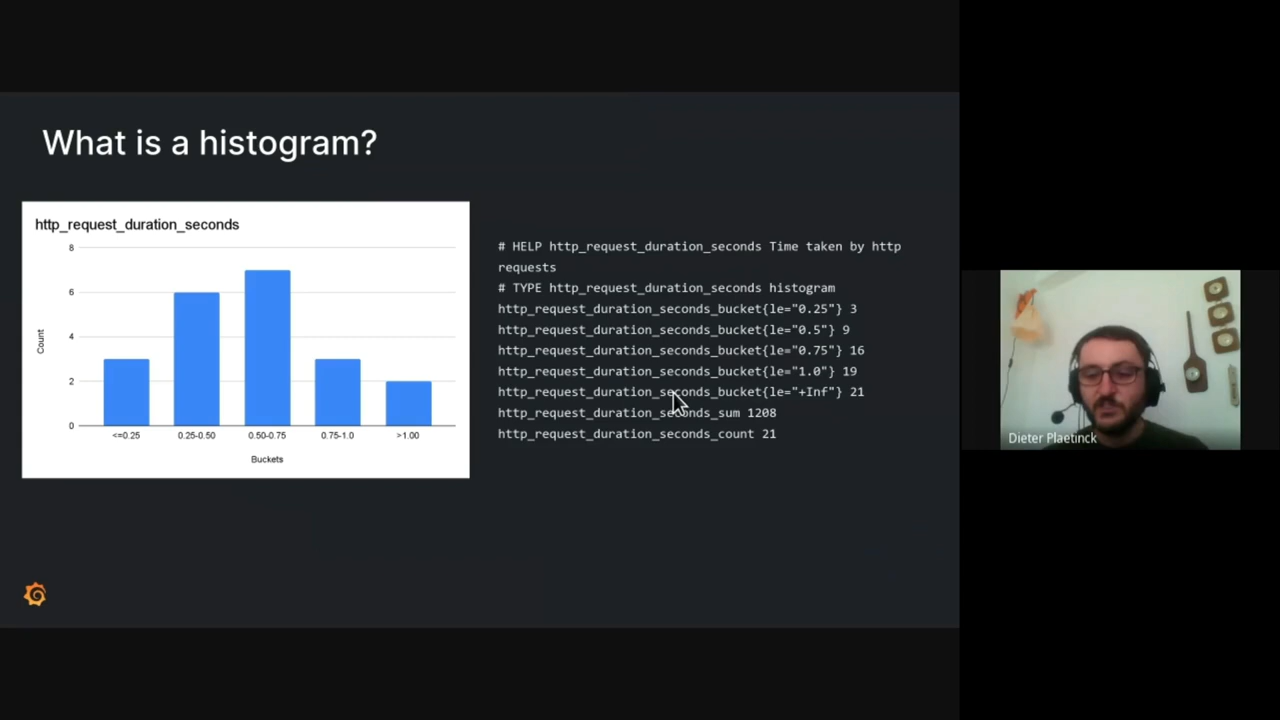 What is a histogram?
http_request_duration_seconds
8
6
4
2
0
Count
<=0.25 0.25-0.50 0.50-0.75 0.75-1.0 >1.00
Buckets
# HELP http_request_duration_seconds Time taken by http
requests
# TYPE http_request_duration_seconds histogram
http_request_duration_seconds_bucket{le="0.25"} 3
http_request_duration_seconds_bucket{le="0.5"} 9
http_request_duration_seconds_bucket{le="0.75"} 16
http_request_duration_seconds_bucket{le="1.0"} 19
http_request_duration_seconds_bucket{le="+Inf"} 21
http_request_duration_seconds_sum 1208
http_request_duration_seconds_count 21
Dieter Plaetinck